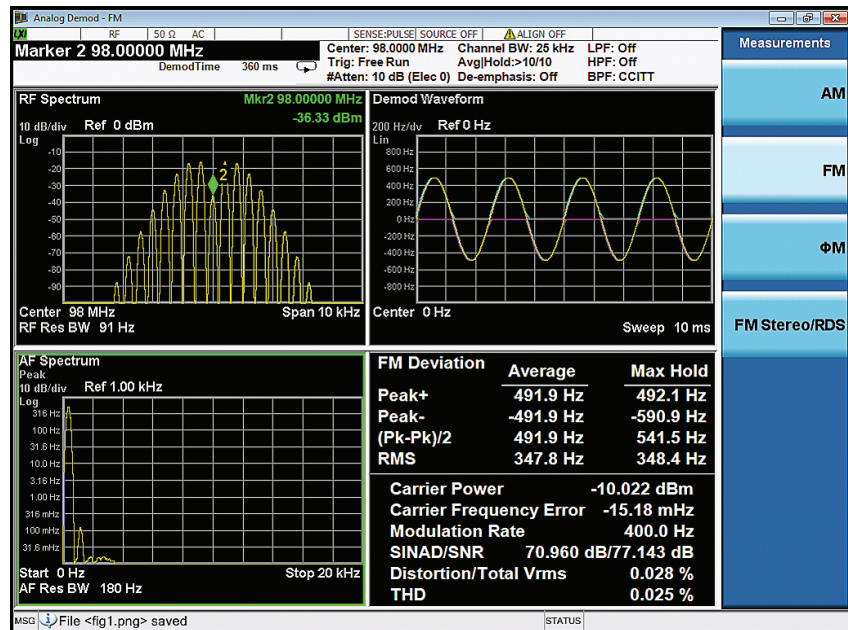 Analog Demod - FM
LXI RF 50 Ω AC SENSE:PULSE SOURCE OFF ALIGN OFF
Marker 2 98.00000 MHz
DemodTime 360 ms
Center: 98.0000 MHz Channel BW: 25 kHz LPF: Off
Trig: Free Run Avg|Hold:>10/10 HPF: Off
#Atten: 10 dB (Elec 0) De-emphasis: Off BPF: CCITT
Measurements
AM
FM
ΦM
FM Stereo/RDS
RF Spectrum Mkr2 98.00000 MHz
-36.33 dBm
10 dB/div Ref 0 dBm
Log
-10
-20
-30
-40
-50
-60
-70
-80
-90
2
Center 98 MHz Span 10 kHz
RF Res BW 91 Hz
Demod Waveform
200 Hz/dv Ref 0 Hz
Lin
800 Hz
600 Hz
400 Hz
200 Hz
0 Hz
-200 Hz
-400 Hz
-600 Hz
-800 Hz
Center 0 Hz
Sweep 10 ms
AF Spectrum
Peak
10 dB/div Ref 1.00 kHz
Log
316 Hz
100 Hz
31.6 Hz
10.0 Hz
3.16 Hz
1.00 Hz
316 mHz
100 mHz
31.6 mHz
Start 0 Hz Stop 20 kHz
AF Res BW 180 Hz
FM Deviation Average Max Hold
Peak+ 491.9 Hz 492.1 Hz
Peak- -491.9 Hz -590.9 Hz
(Pk-Pk)/2 491.9 Hz 541.5 Hz
RMS 347.8 Hz 348.4 Hz
Carrier Power -10.022 dBm
Carrier Frequency Error -15.18 mHz
Modulation Rate 400.0 Hz
SINAD/SNR 70.960 dB/77.143 dB
Distortion/Total Vrms 0.028 %
THD 0.025 %
MSG File <fig1.png> saved STATUS